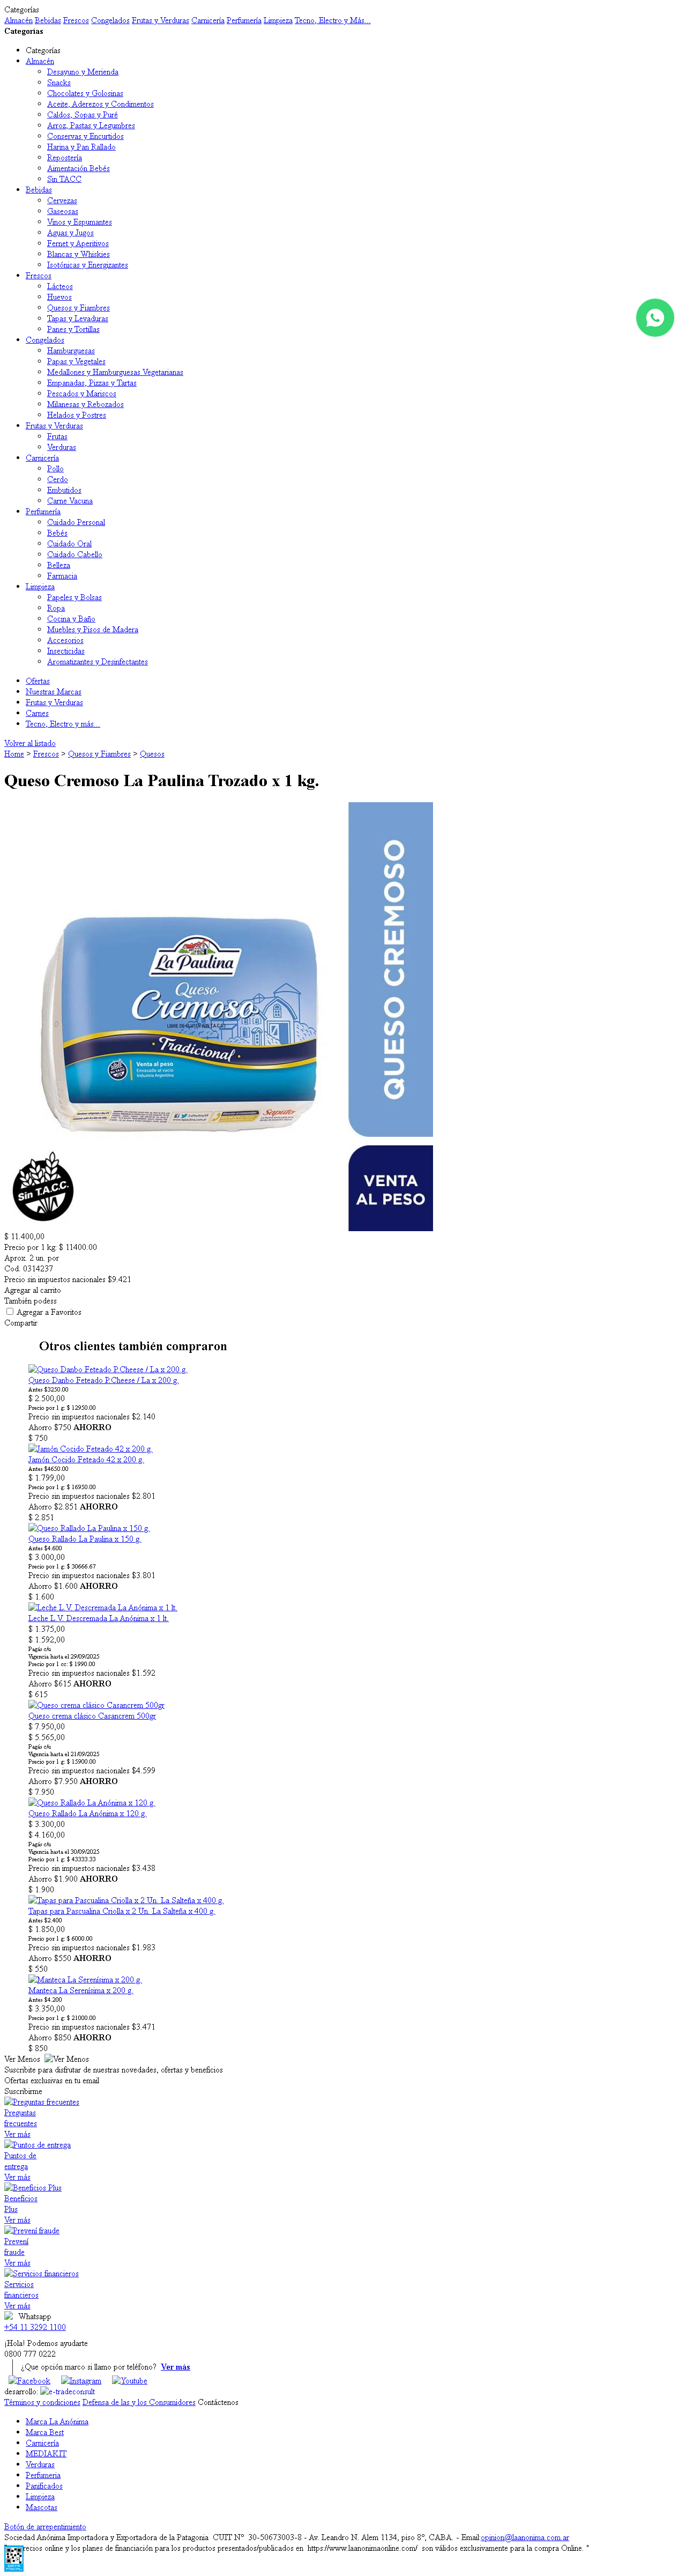 Categorías
Almacén Bebidas Frescos Congelados Frutas y Verduras Carnicería Perfumería Limpieza Tecno, Electro y Más...
Categorias
Categorías
Almacén
Desayuno y Merienda
Snacks
Chocolates y Golosinas
Aceite, Aderezos y Condimentos
Caldos, Sopas y Puré
Arroz, Pastas y Legumbres
Conservas y Encurtidos
Harina y Pan Rallado
Repostería
Aimentación Bebés
Sin TACC
Bebidas
Cervezas
Gaseosas
Vinos y Espumantes
Aguas y Jugos
Fernet y Aperitivos
Blancas y Whiskies
Isotónicas y Energizantes
Frescos
Lácteos
Huevos
Quesos y Fiambres
Tapas y Levaduras
Panes y Tortillas
Congelados
Hamburguesas
Papas y Vegetales
Medallones y Hamburguesas Vegetarianas
Empanadas, Pizzas y Tartas
Pescados y Mariscos
Milanesas y Rebozados
Helados y Postres
Frutas y Verduras
Frutas
Verduras
Carnicería
Pollo
Cerdo
Embutidos
Carne Vacuna
Perfumería
Cuidado Personal
Bebés
Cuidado Oral
Cuidado Cabello
Belleza
Farmacia
Limpieza
Papeles y Bolsas
Ropa
Cocina y Baño
Muebles y Pisos de Madera
Accesorios
Insecticidas
Aromatizantes y Desinfectantes
Ofertas
Nuestras Marcas
Frutas y Verduras
Carnes
Tecno, Electro y más...
Volver al listado
Home > Frescos > Quesos y Fiambres > Quesos
Queso Cremoso La Paulina Trozado x 1 kg.
QUESO CREMOSO
La Paulina
Queso
Cremoso
LIBRE DE GLUTEN SIN T.A.C.C.
Tradicional
Venta al peso
Envasado al vacío
Industria Argentina
Saputo
Sin T.A.C.C.
VENTA
AL PESO
$ 11.400,00
Precio por 1 kg: $ 11400.00
Aprox. 2 un. por
Cod. 0314237
Precio sin impuestos nacionales $9.421
Agregar al carrito
También podess
Agregar a Favoritos
Compartir
Otros clientes también compraron
Queso Danbo Feteado P.Cheese / La x 200 g.
Queso Danbo Feteado P.Cheese / La x 200 g.
Antes $3250.00
$ 2.500,00
Precio por 1 g: $ 12950.00
Precio sin impuestos nacionales $2.140
Ahorro $750 AHORRO
$ 750
Jamón Cocido Feteado 42 x 200 g.
Jamón Cocido Feteado 42 x 200 g.
Antes $4650.00
$ 1.799,00
Precio por 1 g: $ 16950.00
Precio sin impuestos nacionales $2.801
Ahorro $2.851 AHORRO
$ 2.851
Queso Rallado La Paulina x 150 g.
Queso Rallado La Paulina x 150 g.
Antes $4.600
$ 3.000,00
Precio por 1 g: $ 30666.67
Precio sin impuestos nacionales $3.801
Ahorro $1.600 AHORRO
$ 1.600
Leche L.V. Descremada La Anónima x 1 lt.
Leche L.V. Descremada La Anónima x 1 lt.
$ 1.375,00
$ 1.592,00
Pagás c/u
Vigencia hasta el 29/09/2025
Precio por 1 cc: $ 1990.00
Precio sin impuestos nacionales $1.592
Ahorro $615 AHORRO
$ 615
Queso crema clásico Casancrem 500gr
Queso crema clásico Casancrem 500gr
$ 7.950,00
$ 5.565,00
Pagás c/u
Vigencia hasta el 21/09/2025
Precio por 1 g: $ 15900.00
Precio sin impuestos nacionales $4.599
Ahorro $7.950 AHORRO
$ 7.950
Queso Rallado La Anónima x 120 g.
Queso Rallado La Anónima x 120 g.
$ 3.300,00
$ 4.160,00
Pagás c/u
Vigencia hasta el 30/09/2025
Precio por 1 g: $ 43333.33
Precio sin impuestos nacionales $3.438
Ahorro $1.900 AHORRO
$ 1.900
Tapas para Pascualina Criolla x 2 Un. La Salteña x 400 g.
Tapas para Pascualina Criolla x 2 Un. La Salteña x 400 g.
Antes $2.400
$ 1.850,00
Precio por 1 g: $ 6000.00
Precio sin impuestos nacionales $1.983
Ahorro $550 AHORRO
$ 550
Manteca La Serenísima x 200 g.
Manteca La Serenísima x 200 g.
Antes $4.200
$ 3.350,00
Precio por 1 g: $ 21000.00
Precio sin impuestos nacionales $3.471
Ahorro $850 AHORRO
$ 850
Ver Menos Ver Menos
Suscribite para disfrutar de nuestras novedades, ofertas y beneficios
Ofertas exclusivas en tu email
Suscribirme
Preguntas frecuentes
Preguntas
frecuentes
Ver más
Puntos de entrega
Puntos de
entrega
Ver más
Beneficios Plus
Beneficios
Plus
Ver más
Prevení fraude
Prevení
fraude
Ver más
Servicios financieros
Servicios
financieros
Ver más
Whatsapp
+54 11 3292 1100
¡Hola! Podemos ayudarte
0800 777 0222
¿Que opción marco si llamo por teléfono? Ver más
Facebook Instagram Youtube
desarrollo: e-tradeconsult
Términos y condiciones Defensa de las y los Consumidores Contáctenos
Marca La Anónima
Marca Best
Carnicería
MEDIAKIT
Verduras
Perfumeria
Panificados
Limpieza
Mascotas
Botón de arrepentimiento
Sociedad Anónima Importadora y Exportadora de la Patagonia CUIT Nº 30-50673003-8 - Av. Leandro N. Alem 1134, piso 8°, CABA. - Email:opinion@laanonima.com.ar
recios online y los planes de financiación para los productos presentados/publicados en https://www.laanonimaonline.com/ son válidos exclusivamente para la compra Online. "